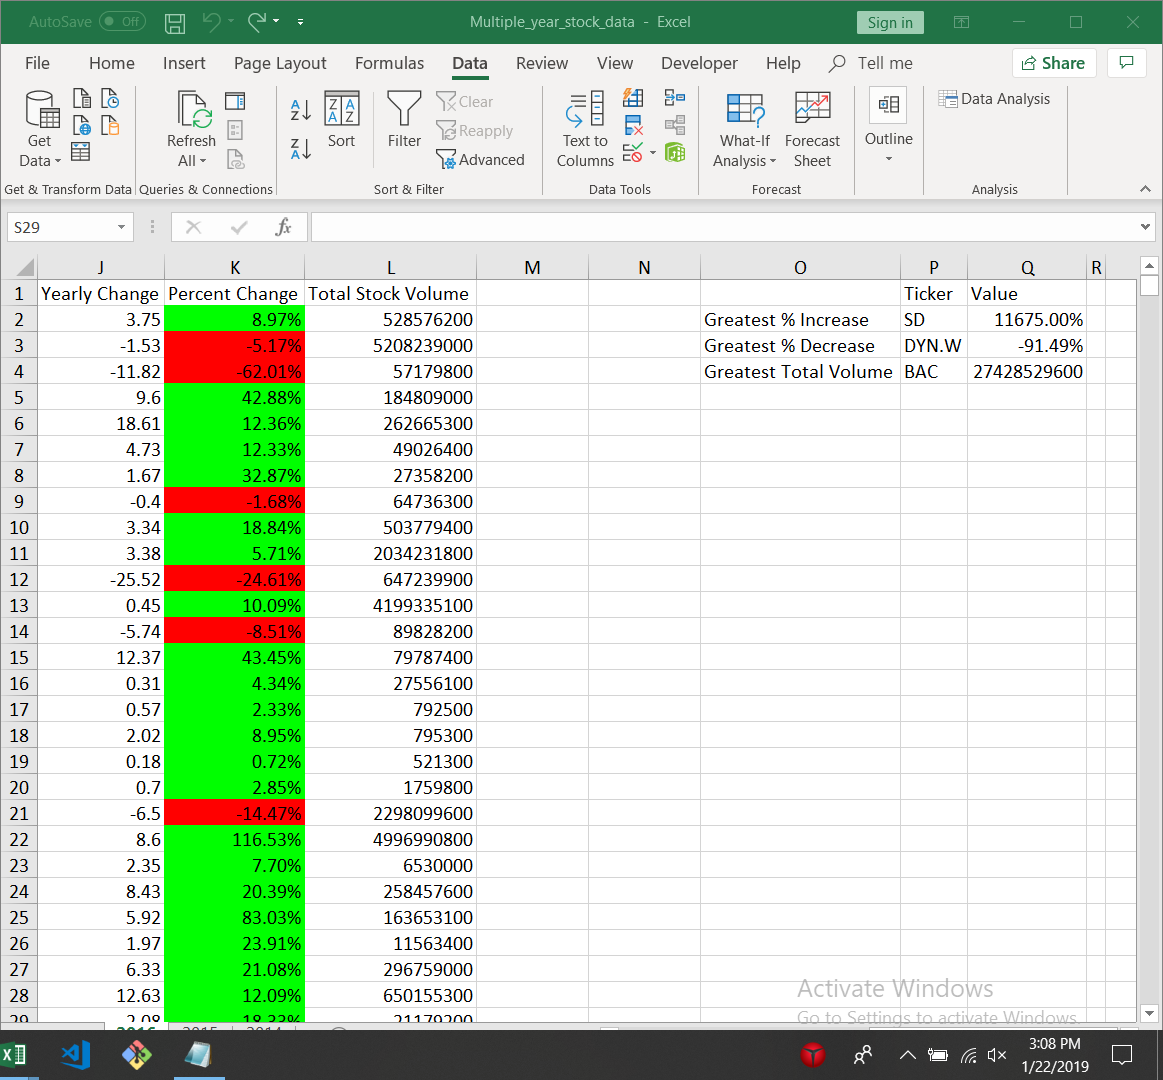 AutoSave Off Multiple_year_stock_data - Excel Sign in
File Home Insert Page Layout Formulas Data Review View Developer Help Tell me Share
Get Data Refresh All Sort Filter Clear Reapply Advanced Text to Columns What-If Analysis Forecast Sheet Outline Data Analysis
Get & Transform Data Queries & Connections Sort & Filter Data Tools Forecast Analysis
S29 fx
J K L M N O P Q R
1 Yearly Change Percent Change Total Stock Volume Ticker Value
2 3.75 8.97% 528576200 Greatest % Increase SD 11675.00%
3 -1.53 -5.17% 5208239000 Greatest % Decrease DYN.W -91.49%
4 -11.82 -62.01% 57179800 Greatest Total Volume BAC 27428529600
5 9.6 42.88% 184809000
6 18.61 12.36% 262665300
7 4.73 12.33% 49026400
8 1.67 32.87% 27358200
9 -0.4 -1.68% 64736300
10 3.34 18.84% 503779400
11 3.38 5.71% 2034231800
12 -25.52 -24.61% 647239900
13 0.45 10.09% 4199335100
14 -5.74 -8.51% 89828200
15 12.37 43.45% 79787400
16 0.31 4.34% 27556100
17 0.57 2.33% 792500
18 2.02 8.95% 795300
19 0.18 0.72% 521300
20 0.7 2.85% 1759800
21 -6.5 -14.47% 2298099600
22 8.6 116.53% 4996990800
23 2.35 7.70% 6530000
24 8.43 20.39% 258457600
25 5.92 83.03% 163653100
26 1.97 23.91% 11563400
27 6.33 21.08% 296759000
28 12.63 12.09% 650155300
29 2.08 18.33% 21179200
Activate Windows
Go to Settings to activate Windows.
2016 2015 2014
3:08 PM
1/22/2019